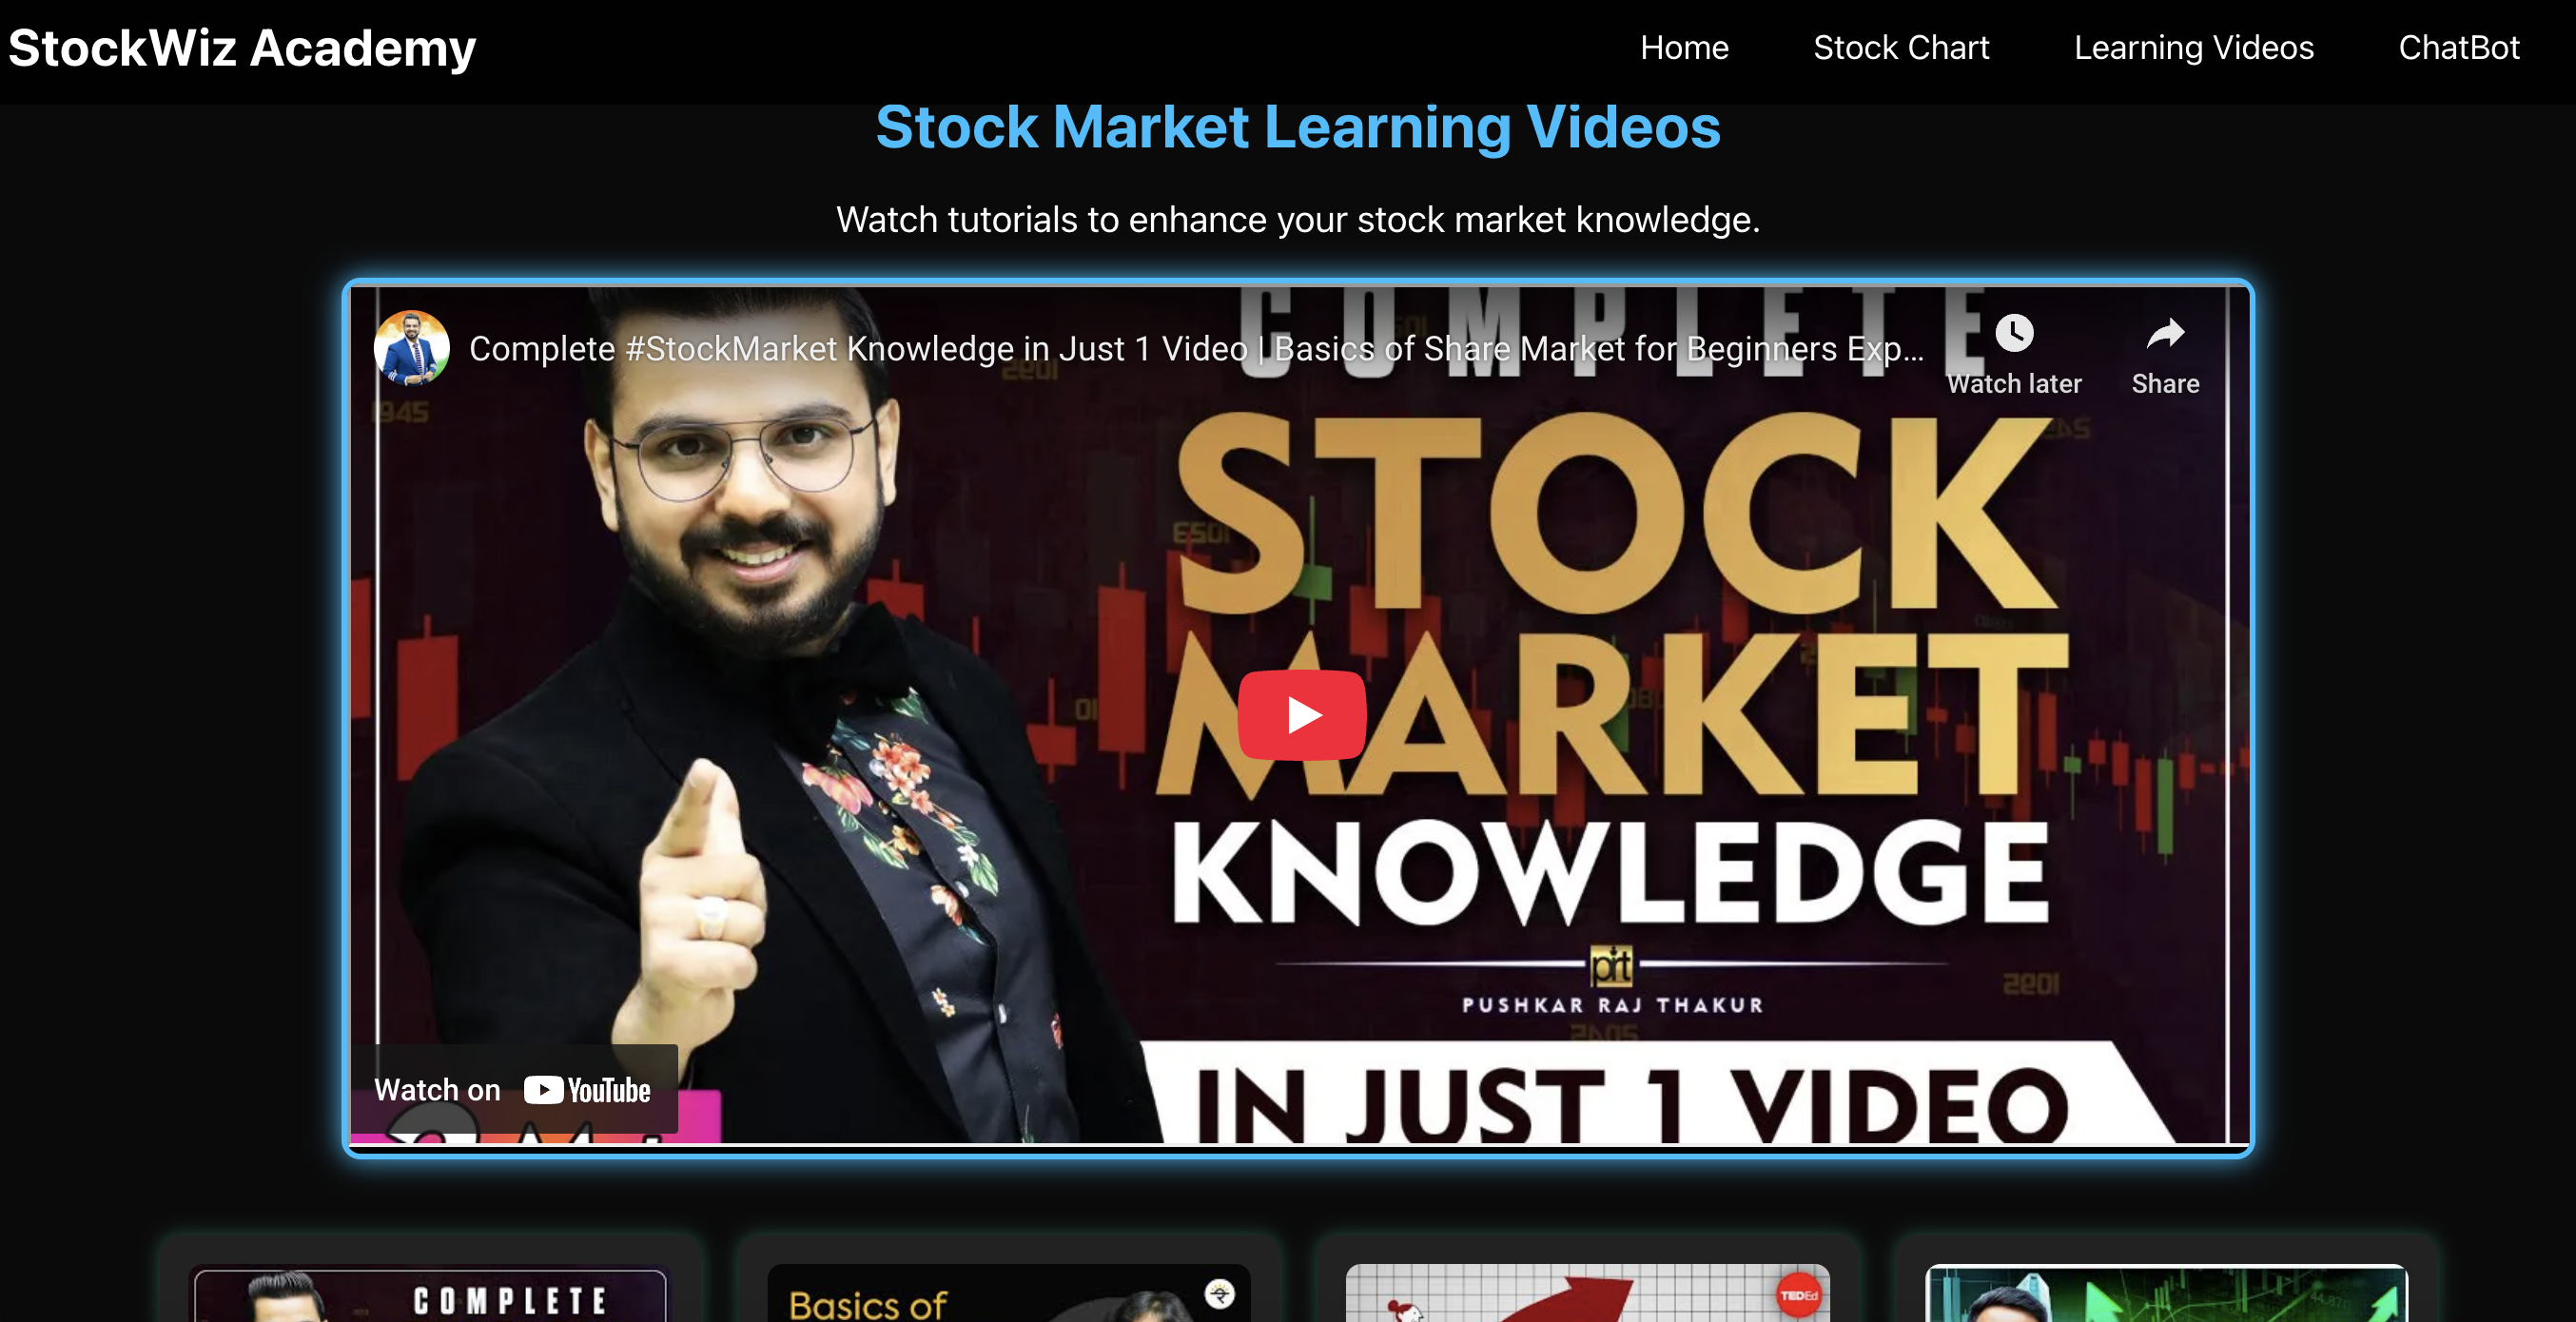 StockWiz Academy
Home
Stock Chart
Learning Videos
ChatBot
Stock Market Learning Videos
Watch tutorials to enhance your stock market knowledge.
Complete #StockMarket Knowledge in Just 1 Video | Basics of Share Market for Beginners Exp...
Watch later
Share
COMPLETE
STOCK
MARKET
KNOWLEDGE
prt
PUSHKAR RAJ THAKUR
IN JUST 1 VIDEO
Watch on YouTube
COMPLETE
Basics of
TEDEd